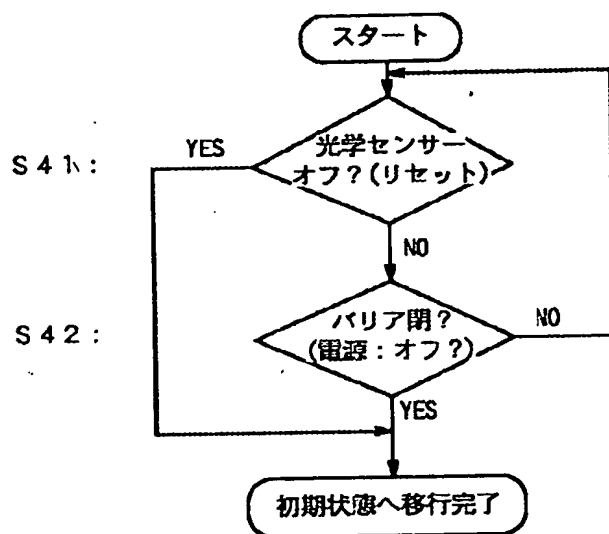 スタート
S41:
YES
光学センサー
オフ?(リセット)
NO
S42:
バリア閉?
(電源:オフ?)
NO
YES
初期状態へ移行完了